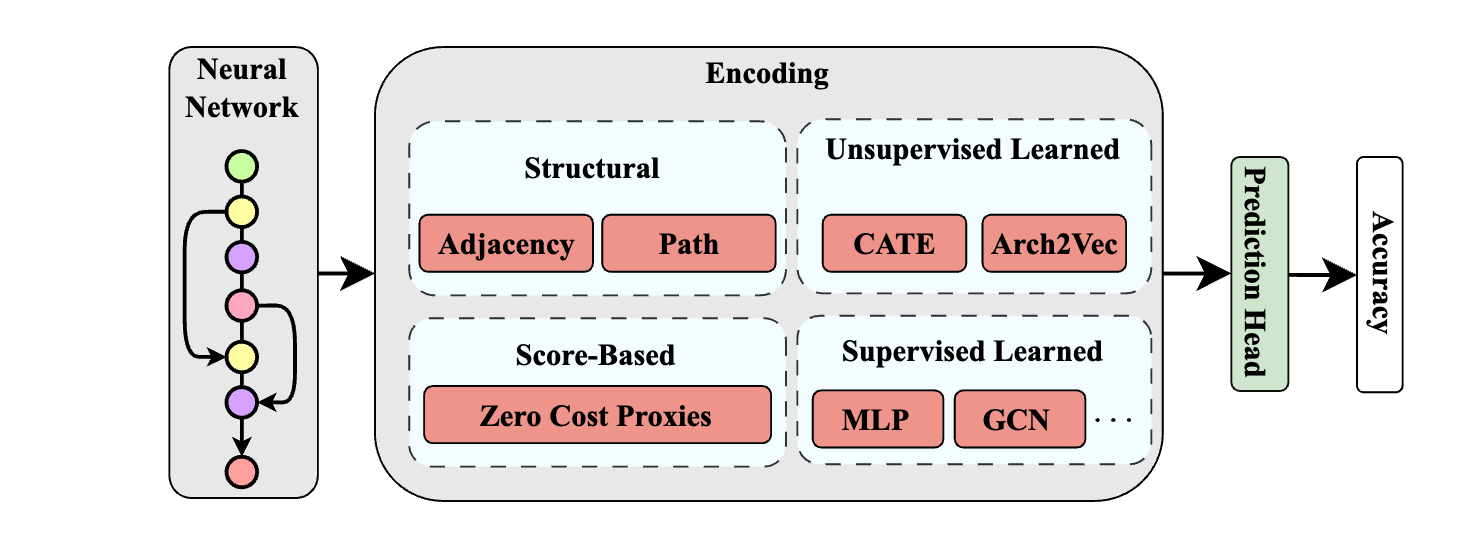 Neural
Network
Encoding
Structural
Adjacency
Path
Unsupervised Learned
CATE
Arch2Vec
Score-Based
Zero Cost Proxies
Supervised Learned
MLP
GCN
...
Prediction Head
Accuracy